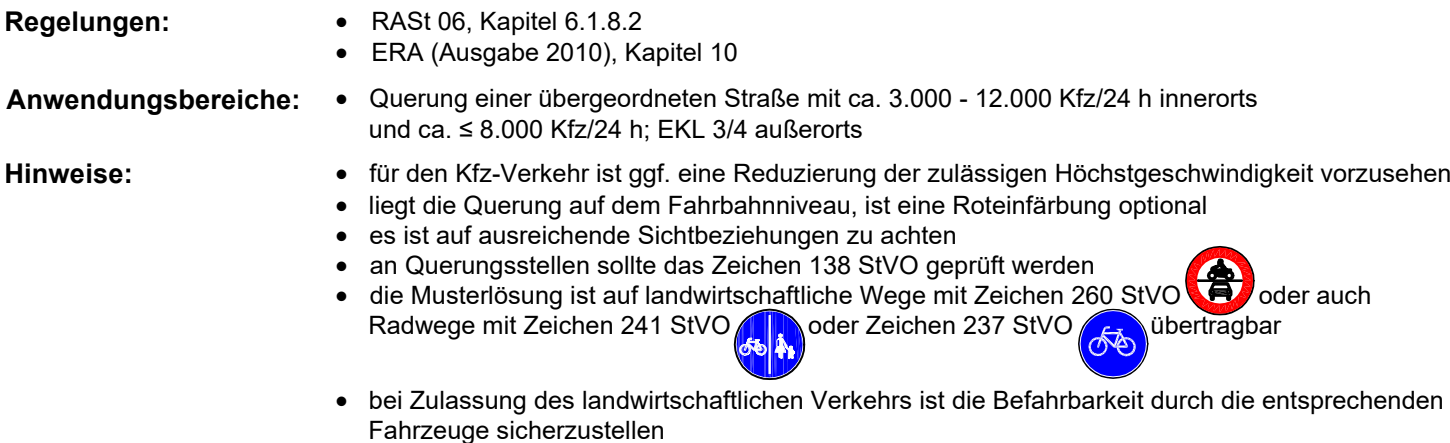 Regelungen:
• RASt 06, Kapitel 6.1.8.2
• ERA (Ausgabe 2010), Kapitel 10
Anwendungsbereiche:
• Querung einer übergeordneten Straße mit ca. 3.000 - 12.000 Kfz/24 h innerorts
und ca. ≤ 8.000 Kfz/24 h; EKL 3/4 außerorts
Hinweise:
• für den Kfz-Verkehr ist ggf. eine Reduzierung der zulässigen Höchstgeschwindigkeit vorzusehen
• liegt die Querung auf dem Fahrbahnniveau, ist eine Roteinfärbung optional
• es ist auf ausreichende Sichtbeziehungen zu achten
• an Querungsstellen sollte das Zeichen 138 StVO geprüft werden
• die Musterlösung ist auf landwirtschaftliche Wege mit Zeichen 260 StVO oder auch
Radwege mit Zeichen 241 StVO oder Zeichen 237 StVO übertragbar
• bei Zulassung des landwirtschaftlichen Verkehrs ist die Befahrbarkeit durch die entsprechenden
Fahrzeuge sicherzustellen